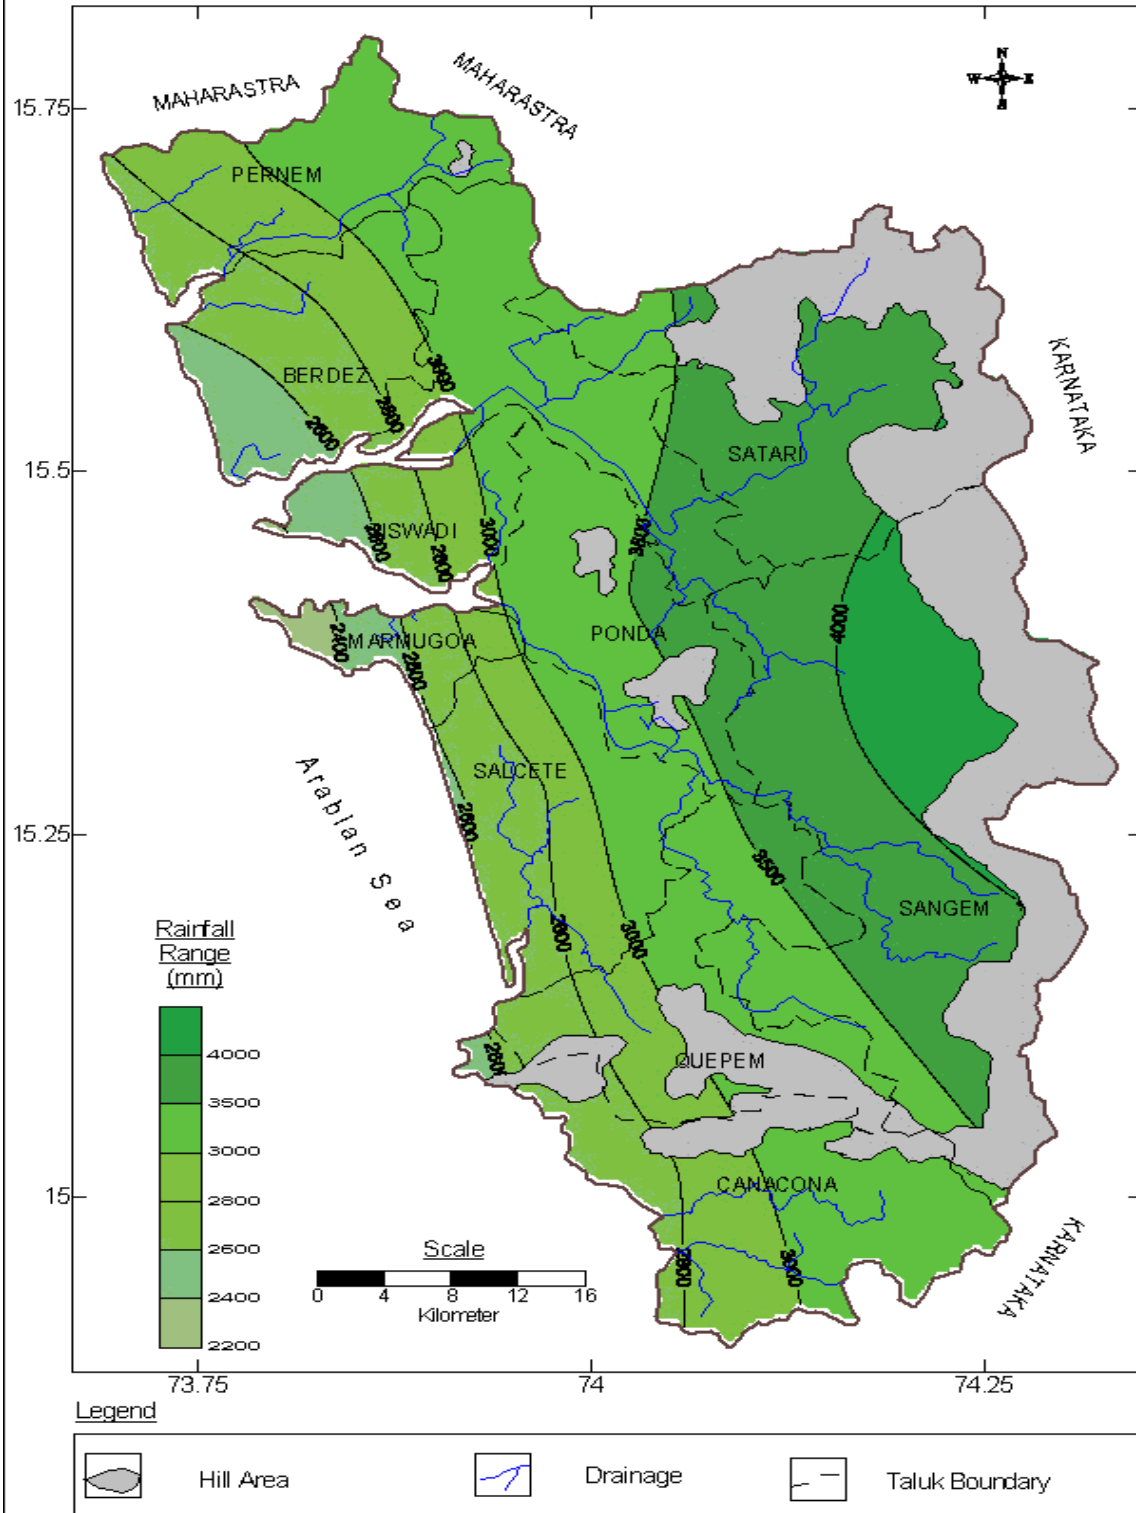 N
W E
S
15.75
MAHARASTRA
MAHARASTRA
PERNEM
KARNATAKA
BERDEZ
3000
2800
2600
SATARI
15.5
TISWADI
2600
2800
3000
3500
4000
PONDA
MARMUGOA
2400
2600
SALCETE
Arabian Sea
2600
15.25
3500
SANGEM
2800
3000
Rainfall
Range
(mm)
4000
3500
3000
2800
2600
2400
2200
2600
QUEPEM
15
CANACONA
2800
3000
KARNATAKA
Scale
0 4 8 12 16
Kilometer
73.75 74 74.25
Legend
Hill Area
Drainage
Taluk Boundary